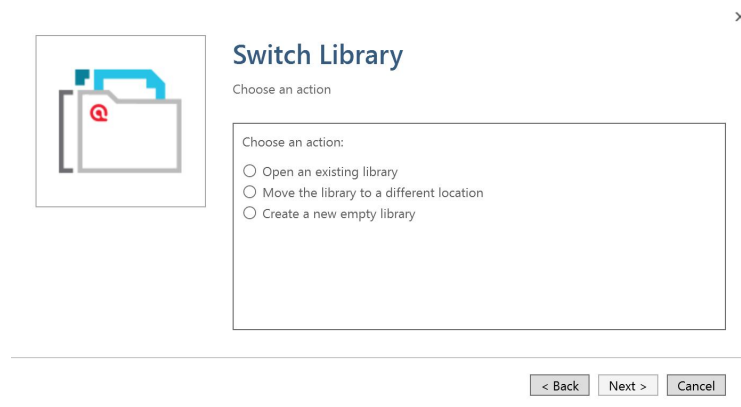 Switch Library
Choose an action
@
Choose an action:
Open an existing library
Move the library to a different location
Create a new empty library
< Back
Next >
Cancel